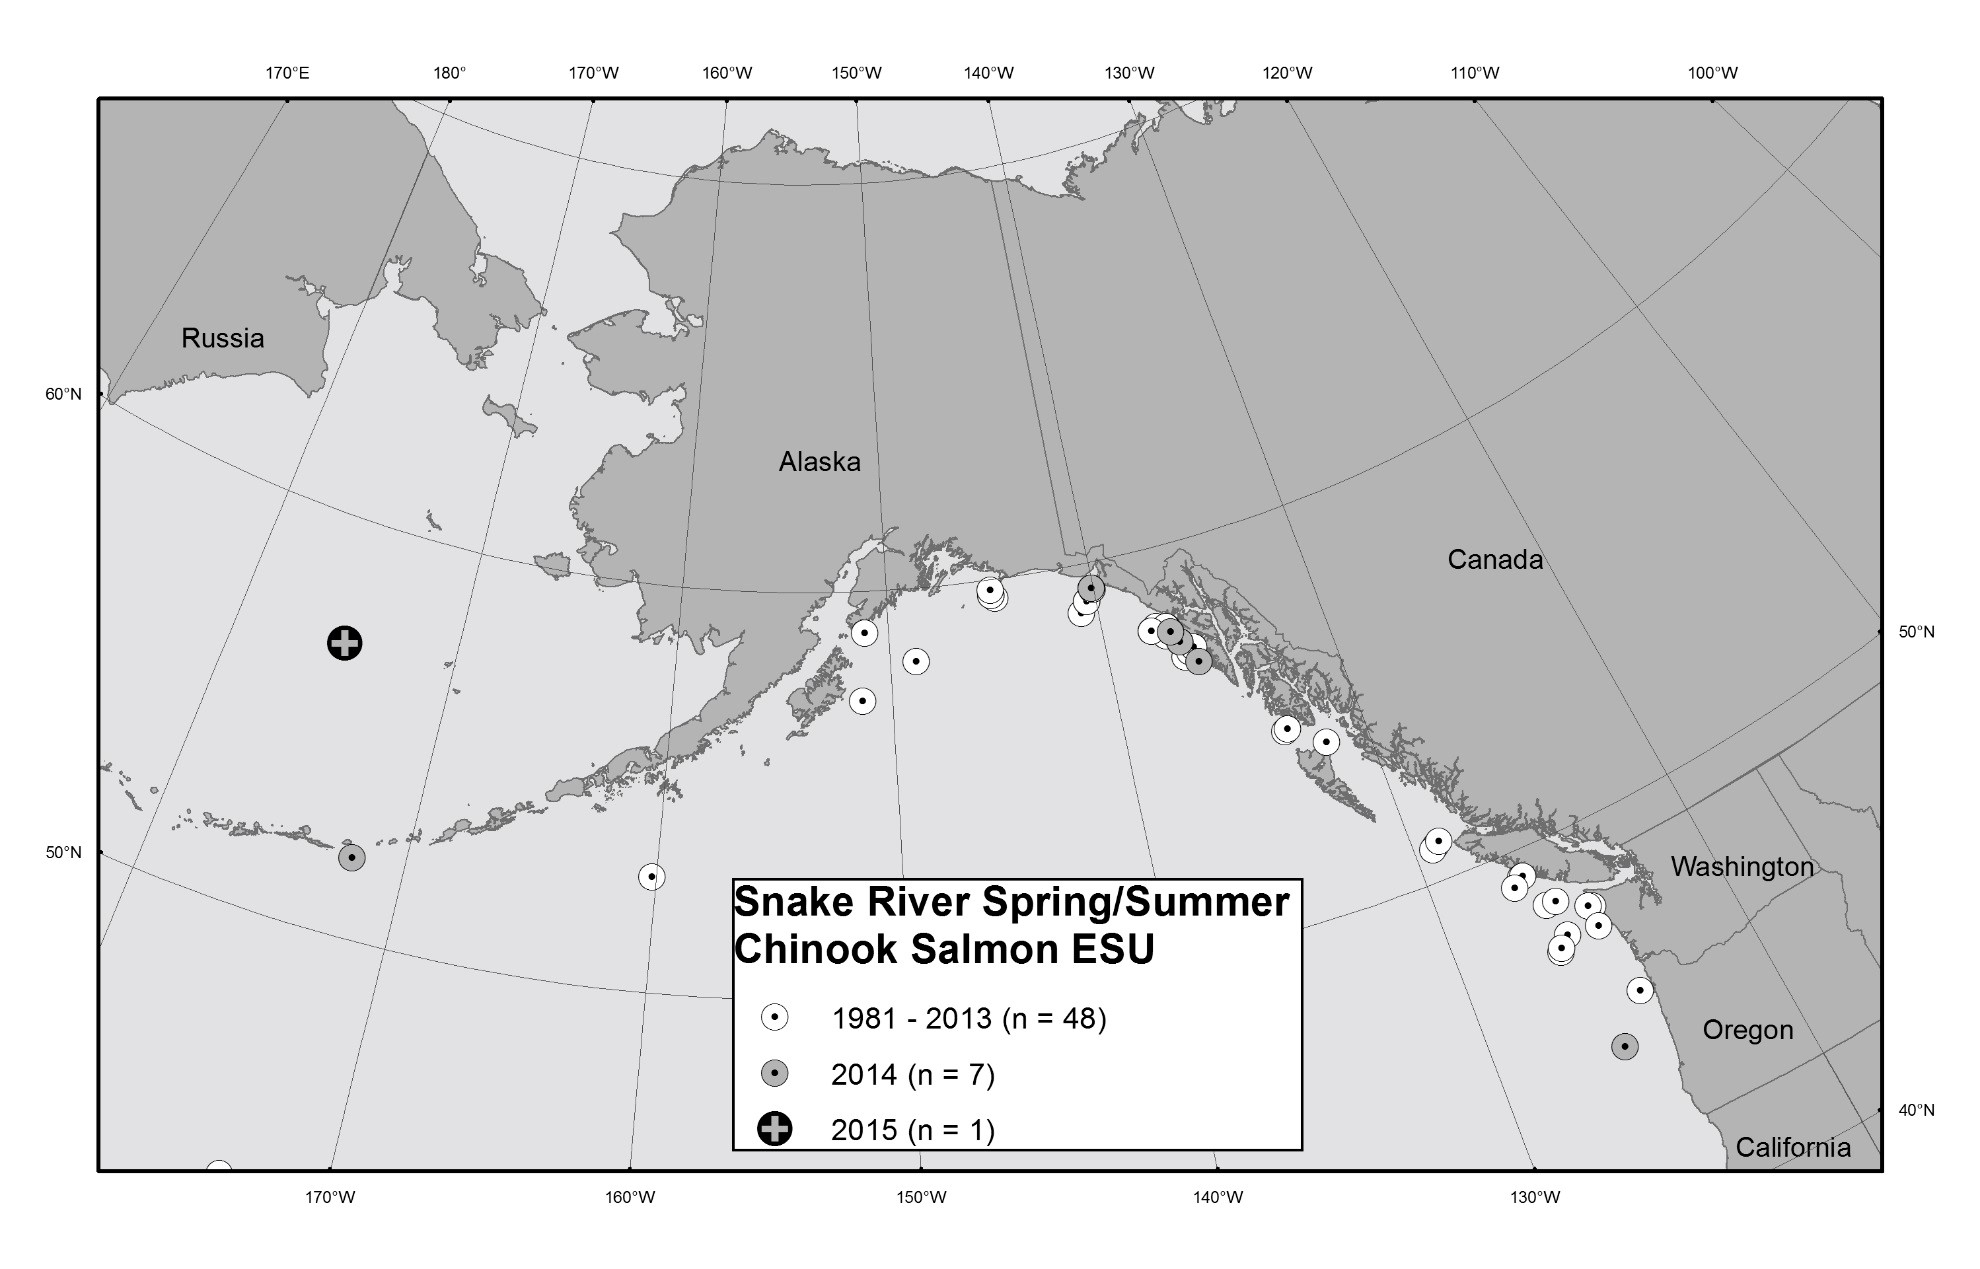 170°E 180° 170°W 160°W 150°W 140°W 130°W 120°W 110°W 100°W
Russia
60°N
Alaska
Canada
50°N
50°N
Washington
Snake River Spring/Summer
Chinook Salmon ESU
1981 - 2013 (n = 48)
2014 (n = 7)
2015 (n = 1)
Oregon
40°N
California
170°W 160°W 150°W 140°W 130°W